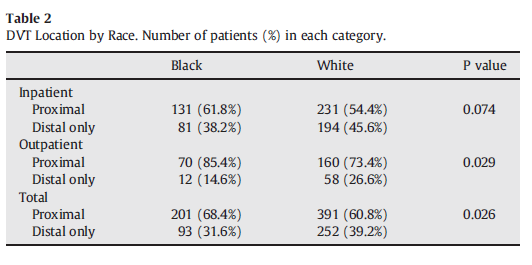 Table 2
DVT Location by Race. Number of patients (%) in each category.
Black White P value
Inpatient
Proximal 131 (61.8%) 231 (54.4%) 0.074
Distal only 81 (38.2%) 194 (45.6%)
Outpatient
Proximal 70 (85.4%) 160 (73.4%) 0.029
Distal only 12 (14.6%) 58 (26.6%)
Total
Proximal 201 (68.4%) 391 (60.8%) 0.026
Distal only 93 (31.6%) 252 (39.2%)